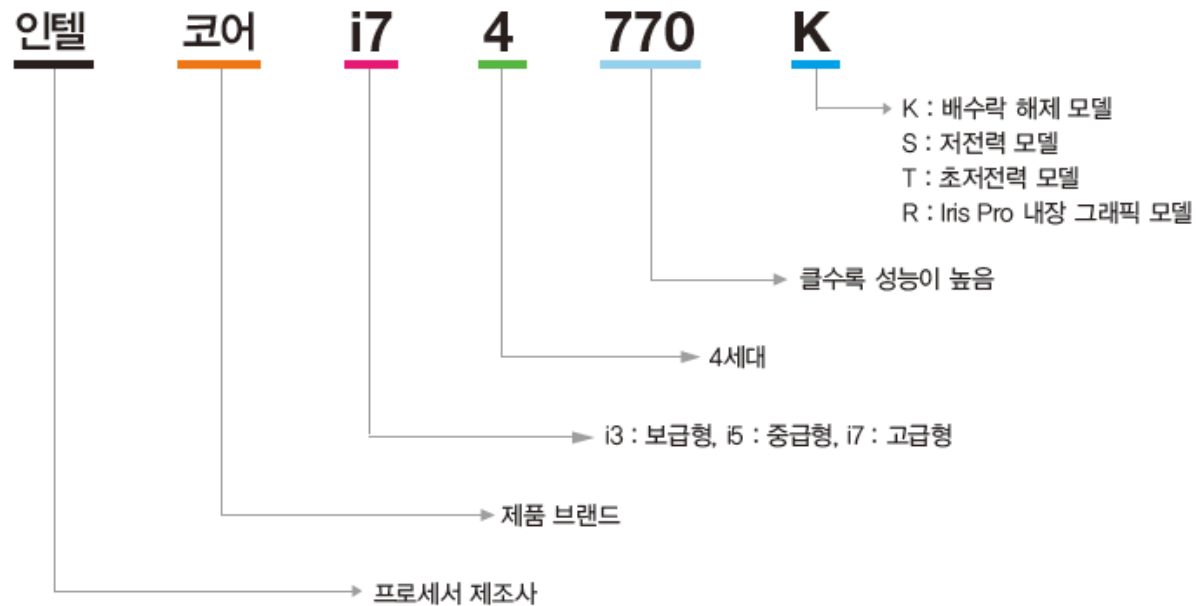 인텔 코어 i7 4 770 K
K : 배수락 해제 모델
S : 저전력 모델
T : 초저전력 모델
R : Iris Pro 내장 그래픽 모델
클수록 성능이 높음
4세대
i3 : 보급형, i5 : 중급형, i7 : 고급형
제품 브랜드
프로세서 제조사